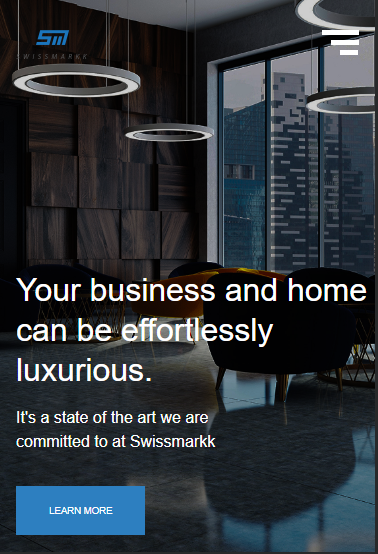 SM
SWISSMARKK
Your business and home
can be effortlessly
luxurious.
It's a state of the art we are
committed to at Swissmarkk
LEARN MORE